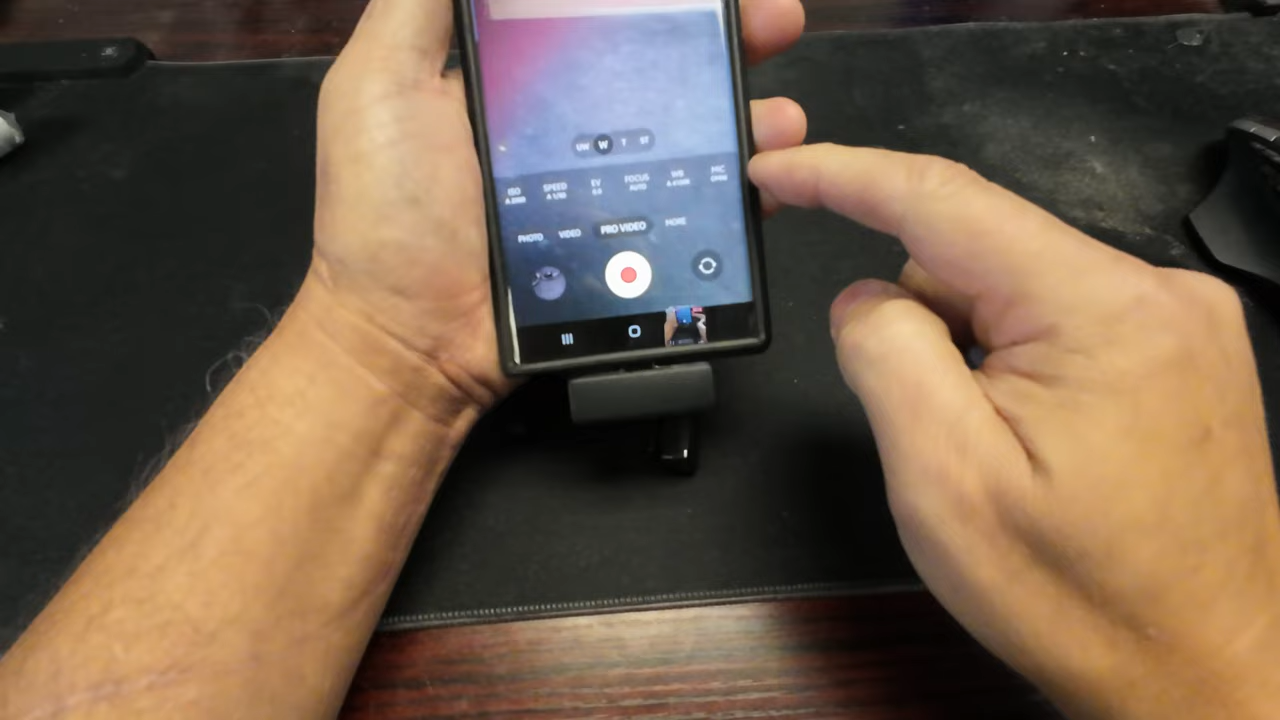 UW W T ST
ISO SPEED EV FOCUS WB MIC
AUTO
PHOTO VIDEO PRO VIDEO MORE